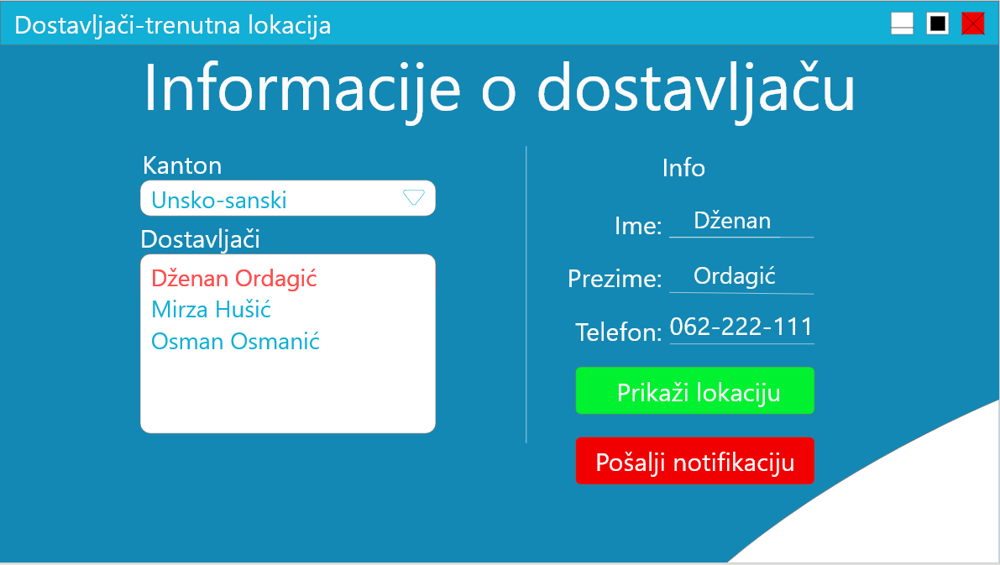 Dostavljači-trenutna lokacija
Informacije o dostavljaču
Kanton
Unsko-sanski
Dostavljači
Dženan Ordagić
Mirza Hušić
Osman Osmanić
Info
Ime: Dženan
Prezime: Ordagić
Telefon: 062-222-111
Prikaži lokaciju
Pošalji notifikaciju